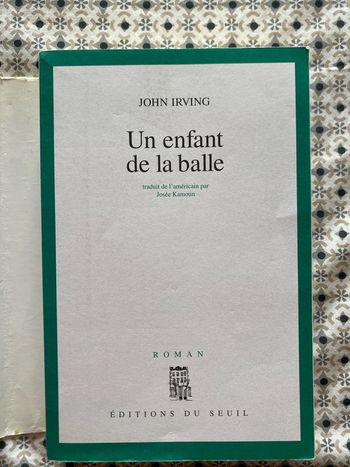 JOHN IRVING
Un enfant
de la balle
traduit de l'américain par
Josée Kamoun
ROMAN
ÉDITIONS DU SEUIL